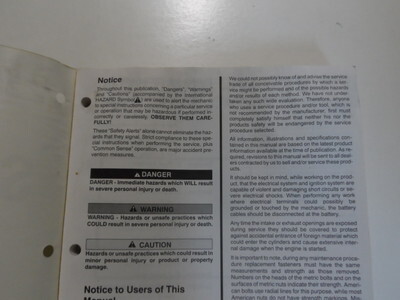 Notice
Throughout this publication, "Dangers", "Warnings"
and "Cautions" (accompanied by the International
HAZARD Symbol ⚠) are used to alert the mechanic
to special instructions concerning a particular service
or operation that may be hazardous if performed in-
correctly or carelessly. OBSERVE THEM CARE-
FULLY!
These "Safety Alerts" alone cannot eliminate the haz-
ards that they signal. Strict compliance to these spe-
cial instructions when performing the service, plus
"Common Sense" operation, are major accident pre-
vention measures.
⚠ DANGER
DANGER - Immediate hazards which WILL result
in severe personal injury or death.
⚠ WARNING
WARNING - Hazards or unsafe practices which
COULD result in severe personal injury or death.
⚠ CAUTION
Hazards or unsafe practices which could result in
minor personal injury or product or property
damage.
Notice to Users of This
Manual
We could not possibly know of and advise the service
trade of all conceivable procedures by which a ser-
vice might be performed and of the possible hazards
and/or results of each method. We have not under-
taken any such wide evaluation. Therefore, anyone
who uses a service procedure and/or tool, which is
not recommended by the manufacturer, first must
completely satisfy himself that neither his nor the
products safety will be endangered by the service
procedure selected.
All information, illustrations and specifications con-
tained in this manual are based on the latest product
information available at the time of publication. As re-
quired, revisions to this manual will be sent to all deal-
ers contracted by us to sell and/or service these prod-
ucts.
It should be kept in mind, while working on the prod-
uct, that the electrical system and ignition system are
capable of violent and damaging short circuits or se-
vere electrical shocks. When performing any work
where electrical terminals could possibly be
grounded or touched by the mechanic, the battery
cables should be disconnected at the battery.
Any time the intake or exhaust openings are exposed
during service they should be covered to protect
against accidental entrance of foreign material which
could enter the cylinders and cause extensive inter-
nal damage when the engine is started.
It is important to note, during any maintenance proce-
dure replacement fasteners must have the same
measurements and strength as those removed.
Numbers on the heads of the metric bolts and on the
surfaces of metric nuts indicate their strength. Ameri-
can bolts use radial lines for this purpose, while most
American nuts do not have strength markings. Mis-